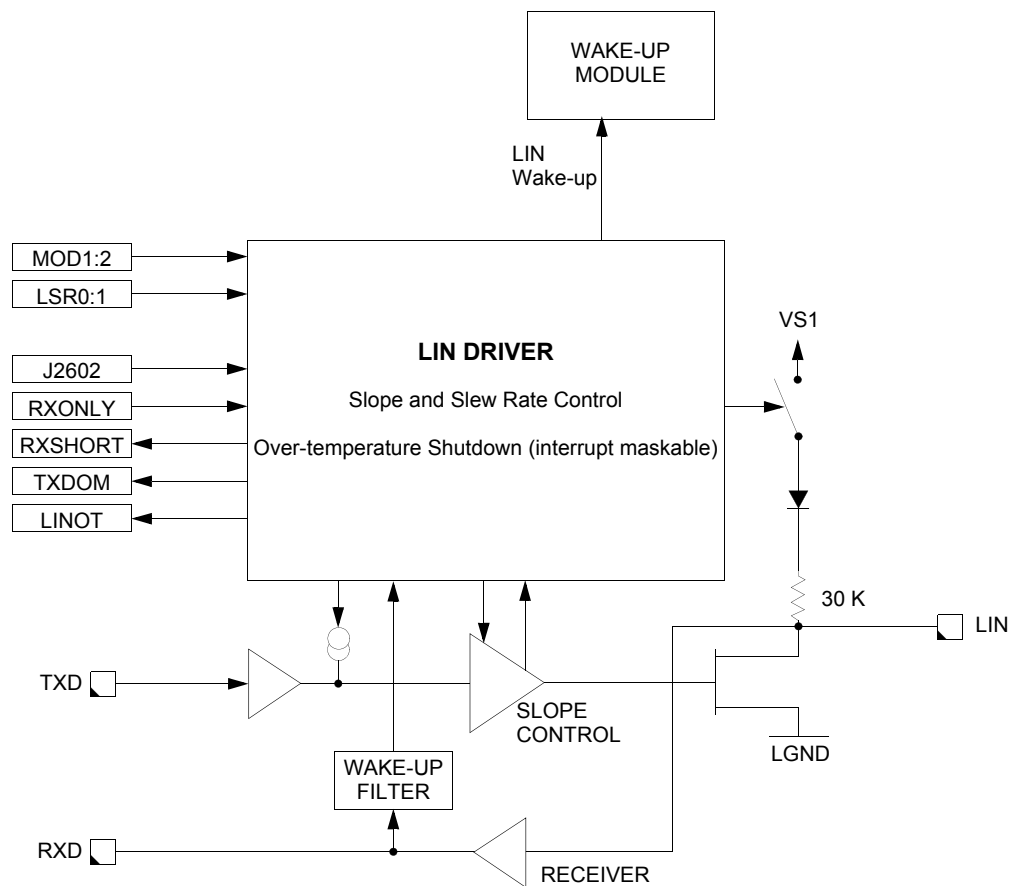 WAKE-UP
MODULE
LIN
Wake-up
MOD1:2
LSR0:1
J2602
RXONLY
RXSHORT
TXDOM
LINOT
LIN DRIVER
Slope and Slew Rate Control
Over-temperature Shutdown (interrupt maskable)
VS1
30 K
LIN
TXD
SLOPE
CONTROL
LGND
WAKE-UP
FILTER
RXD
RECEIVER